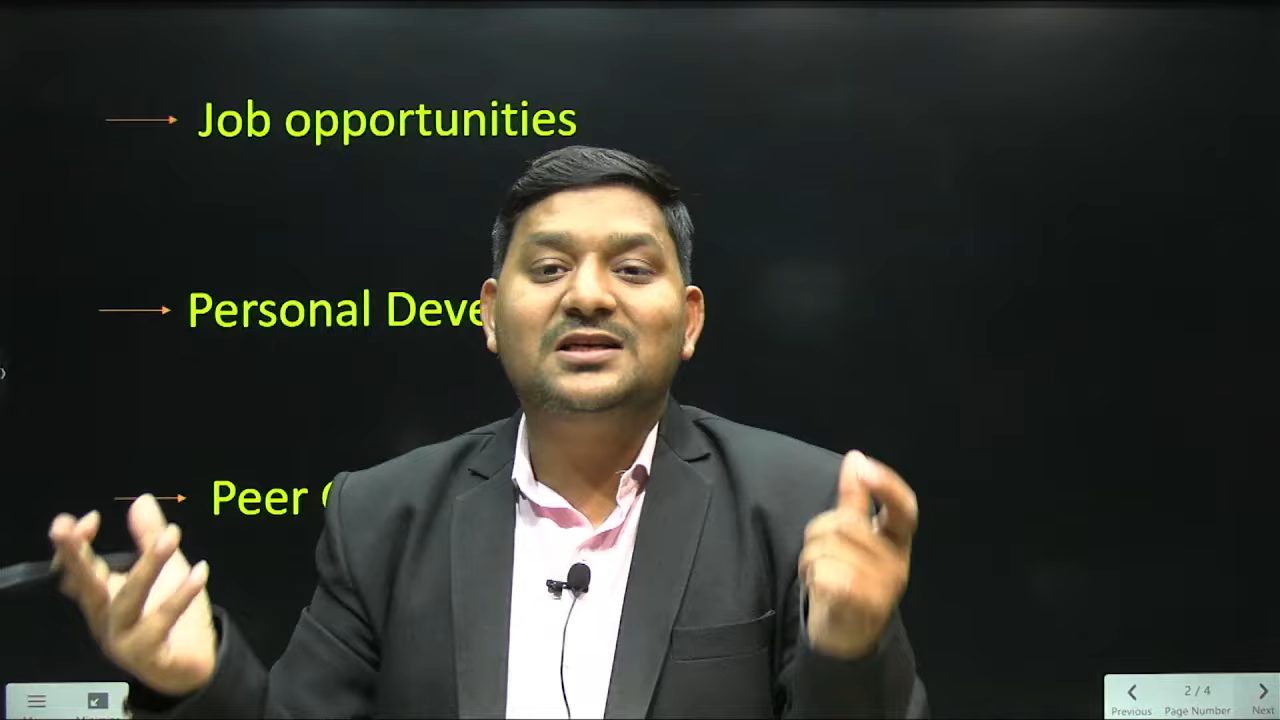 Job opportunities
Personal Deve
Peer
2/4
Previous
Page Number
Next